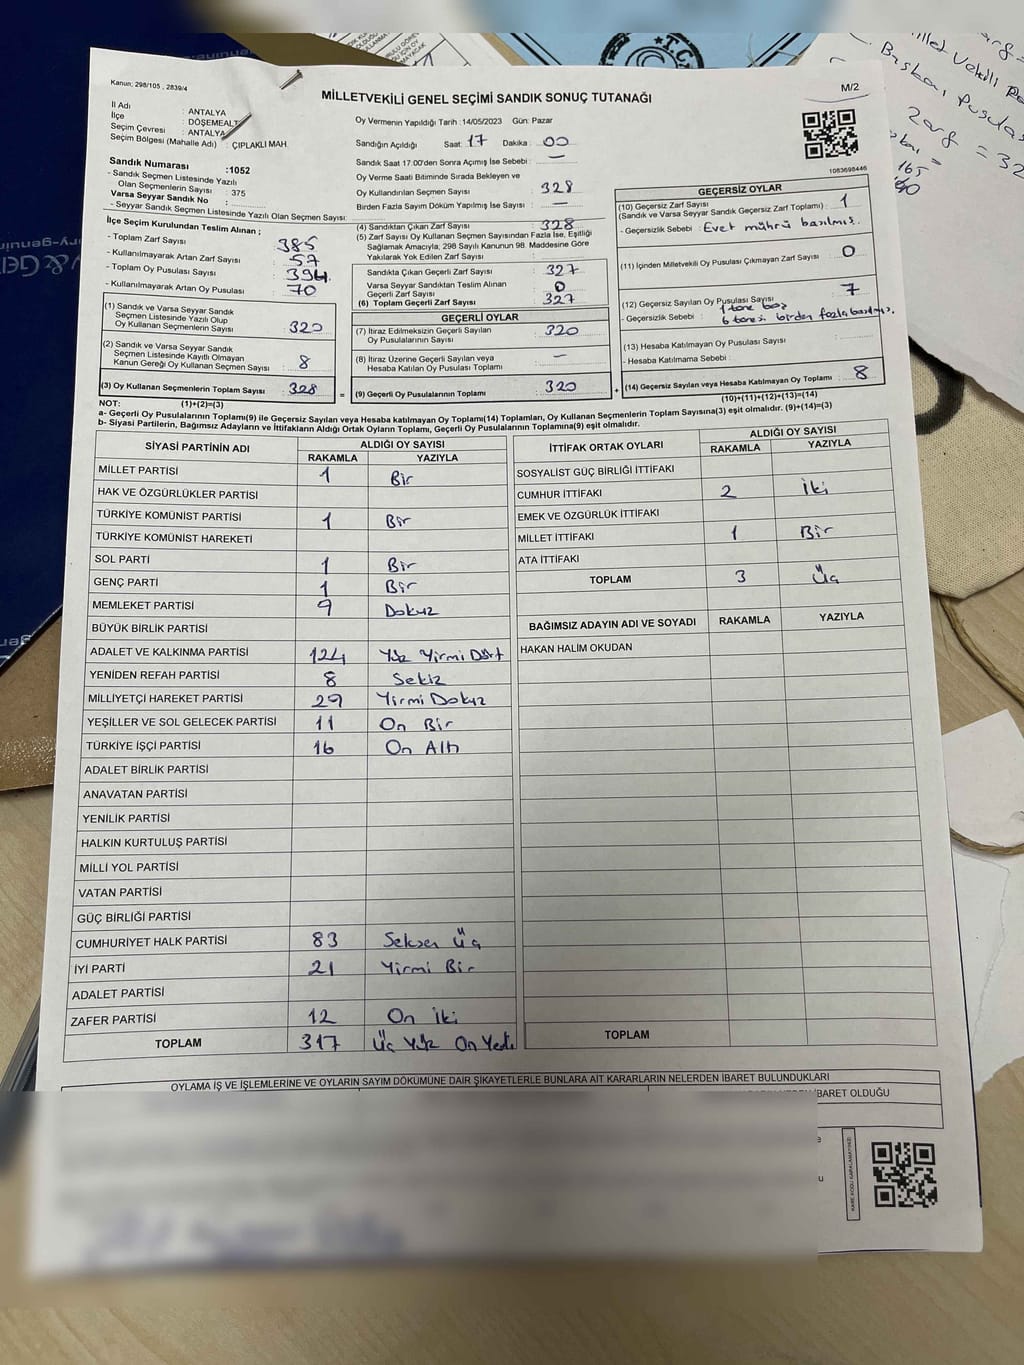 Kanun; 298/105 , 2839/4
MİLLETVEKİLİ GENEL SEÇİMİ SANDIK SONUÇ TUTANAĞI
M/2
İl Adı : ANTALYA
İlçe : DÖŞEMEALTI
Seçim Çevresi : ANTALYA
Seçim Bölgesi (Mahalle Adı) : ÇIPLAKLI MAH.
Sandık Numarası :1052
- Sandık Seçmen Listesinde Yazılı
Olan Seçmenlerin Sayısı : 375
Varsa Seyyar Sandık No :
- Seyyar Sandık Seçmen Listesinde Yazılı Olan Seçmen Sayısı:
Oy Vermenin Yapıldığı Tarih :14/05/2023 Gün: Pazar
Sandığın Açıldığı Saat: 17 Dakika: 00
Sandık Saat 17:00'den Sonra Açımış İse Sebebi : —
Oy Verme Saati Bitiminde Sırada Bekleyen ve
Oy Kullandırılan Seçmen Sayısı : 328
Birden Fazla Sayım Döküm Yapılmış İse Sayısı : —
1063698446
İlçe Seçim Kurulundan Teslim Alınan ;
- Toplam Zarf Sayısı : 385
- Kullanılmayarak Artan Zarf Sayısı : 57
- Toplam Oy Pusulası Sayısı : 394
- Kullanılmayarak Artan Oy Pusulası : 70
(1) Sandık ve Varsa Seyyar Sandık
Seçmen Listesinde Yazılı Olup
Oy Kullanan Seçmenlerin Sayısı : 320
(2) Sandık ve Varsa Seyyar Sandık
Seçmen Listesinde Kayıtlı Olmayan
Kanun Gereği Oy Kullanan Seçmen Sayısı : 8
(3) Oy Kullanan Seçmenlerin Toplam Sayısı : 328
(1)+(2)=(3)
(4) Sandıktan Çıkan Zarf Sayısı : 328
(5) Zarf Sayısı Oy Kullanan Seçmen Sayısından Fazla İse, Eşitliği
Sağlamak Amacıyla, 298 Sayılı Kanunun 98. Maddesine Göre
Yakılarak Yok Edilen Zarf Sayısı :
Sandıkta Çıkan Geçerli Zarf Sayısı : 327
Varsa Seyyar Sandıktan Teslim Alınan
Geçerli Zarf Sayısı : 0
(6) Toplam Geçerli Zarf Sayısı : 327
GEÇERLİ OYLAR
(7) İtiraz Edilmeksizin Geçerli Sayılan
Oy Pusulalarının Sayısı : 320
(8) İtiraz Üzerine Geçerli Sayılan veya
Hesaba Katılan Oy Pusulası Toplamı : —
= (9) Geçerli Oy Pusulalarının Toplamı : 320
GEÇERSİZ OYLAR
(10) Geçersiz Zarf Sayısı : 1
(Sandık ve Varsa Seyyar Sandık Geçersiz Zarf Toplamı)
- Geçersizlik Sebebi : Evet mührü basılmış.
(11) İçinden Milletvekili Oy Pusulası Çıkmayan Zarf Sayısı : 0
(12) Geçersiz Sayılan Oy Pusulası Sayısı : 7
- Geçersizlik Sebebi : 1 tane boş
6 tanesi birden fazla basılmış.
(13) Hesaba Katılmayan Oy Pusulası Sayısı :
- Hesaba Katılmama Sebebi :
+ (14) Geçersiz Sayılan veya Hesaba Katılmayan Oy Toplamı : 8
(10)+(11)+(12)+(13)=(14)
NOT:
a- Geçerli Oy Pusulalarının Toplamı(9) ile Geçersiz Sayılan veya Hesaba katılmayan Oy Toplamı(14) Toplamları, Oy Kullanan Seçmenlerin Toplam Sayısına(3) eşit olmalıdır. (9)+(14)=(3)
b- Siyasi Partilerin, Bağımsız Adayların ve İttifakların Aldığı Ortak Oyların Toplamı, Geçerli Oy Pusulalarının Toplamına(9) eşit olmalıdır.
SİYASİ PARTİNİN ADI ALDIĞI OY SAYISI
RAKAMLA YAZIYLA
MİLLET PARTİSİ 1 Bir
HAK VE ÖZGÜRLÜKLER PARTİSİ
TÜRKİYE KOMÜNİST PARTİSİ 1 Bir
TÜRKİYE KOMÜNİST HAREKETİ
SOL PARTİ 1 Bir
GENÇ PARTİ 1 Bir
MEMLEKET PARTİSİ 9 Dokuz
BÜYÜK BİRLİK PARTİSİ
ADALET VE KALKINMA PARTİSİ 124 Yüz Yirmi Dört
YENİDEN REFAH PARTİSİ 8 Sekiz
MİLLİYETÇİ HAREKET PARTİSİ 29 Yirmi Dokuz
YEŞİLLER VE SOL GELECEK PARTİSİ 11 On Bir
TÜRKİYE İŞÇİ PARTİSİ 16 On Altı
ADALET BİRLİK PARTİSİ
ANAVATAN PARTİSİ
YENİLİK PARTİSİ
HALKIN KURTULUŞ PARTİSİ
MİLLİ YOL PARTİSİ
VATAN PARTİSİ
GÜÇ BİRLİĞİ PARTİSİ
CUMHURİYET HALK PARTİSİ 83 Seksen Üç
İYİ PARTİ 21 Yirmi Bir
ADALET PARTİSİ
ZAFER PARTİSİ 12 On İki
TOPLAM 317 Üç Yüz On Yedi
İTTİFAK ORTAK OYLARI ALDIĞI OY SAYISI
RAKAMLA YAZIYLA
SOSYALİST GÜÇ BİRLİĞİ İTTİFAKI
CUMHUR İTTİFAKI 2 İki
EMEK VE ÖZGÜRLÜK İTTİFAKI
MİLLET İTTİFAKI 1 Bir
ATA İTTİFAKI
TOPLAM 3 Üç
BAĞIMSIZ ADAYIN ADI VE SOYADI RAKAMLA YAZIYLA
HAKAN HALİM OKUDAN
TOPLAM
OYLAMA İŞ VE İŞLEMLERİNE VE OYLARIN SAYIM DÖKÜMÜNE DAİR ŞİKAYETLERLE BUNLARA AİT KARARLARIN NELERDEN İBARET BULUNDUKLARI
İBARET OLDUĞU